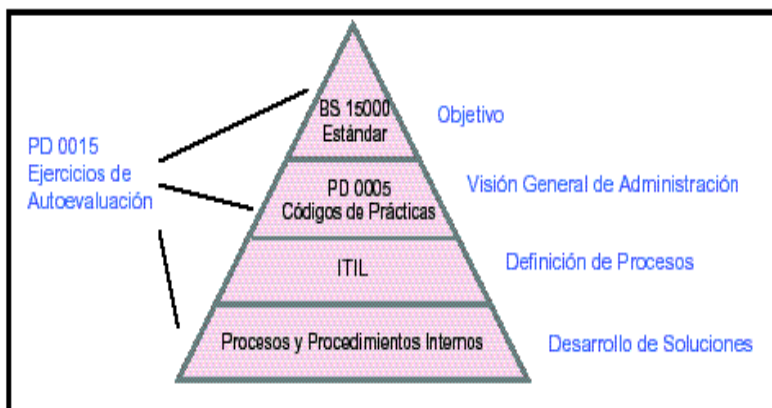 BS 15000
Estándar
Objetivo
PD 0015
Ejercicios de
Autoevaluación
PD 0005
Códigos de Prácticas
Visión General de Administración
ITIL
Definición de Procesos
Procesos y Procedimientos Internos
Desarrollo de Soluciones